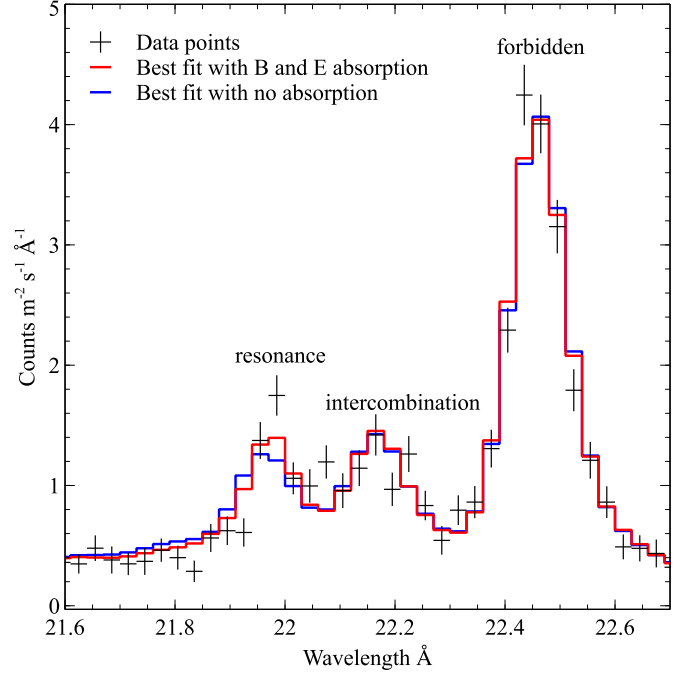 5
Data points
Best fit with B and E absorption
Best fit with no absorption
forbidden
4
3
Counts m-2 s-1 Å-1
2
resonance
intercombination
1
0
21.6 21.8 22 22.2 22.4 22.6
Wavelength Å